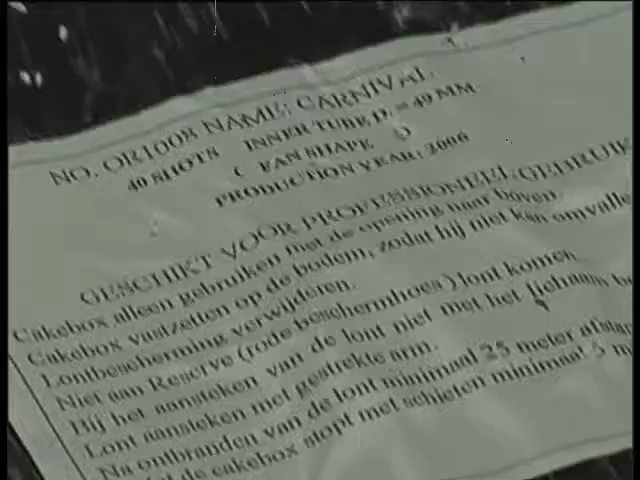 NO. OR1008 NAME: CARNIVAL
40 SHOTS INNER TUBE D. = 49 MM
( FAN SHAPE )
PRODUCTION YEAR: 2006
GESCHIKT VOOR PROFESSIONEEL GEBRUIK
Cakebox alleen gebruiken met de opening naar boven.
Cakebox vastzetten op de bodem, zodat hij niet kan omvalle
Lontbescherming verwijderen.
Niet aan Reserve (rode beschermhoes) lont komen.
Bij het aansteken van de lont niet met het lichaam bo
Lont aansteken met gestrekte arm.
Na ontbranden van de lont minimaal 25 meter afstan
de cakebox stopt met schieten minimaal 5 m